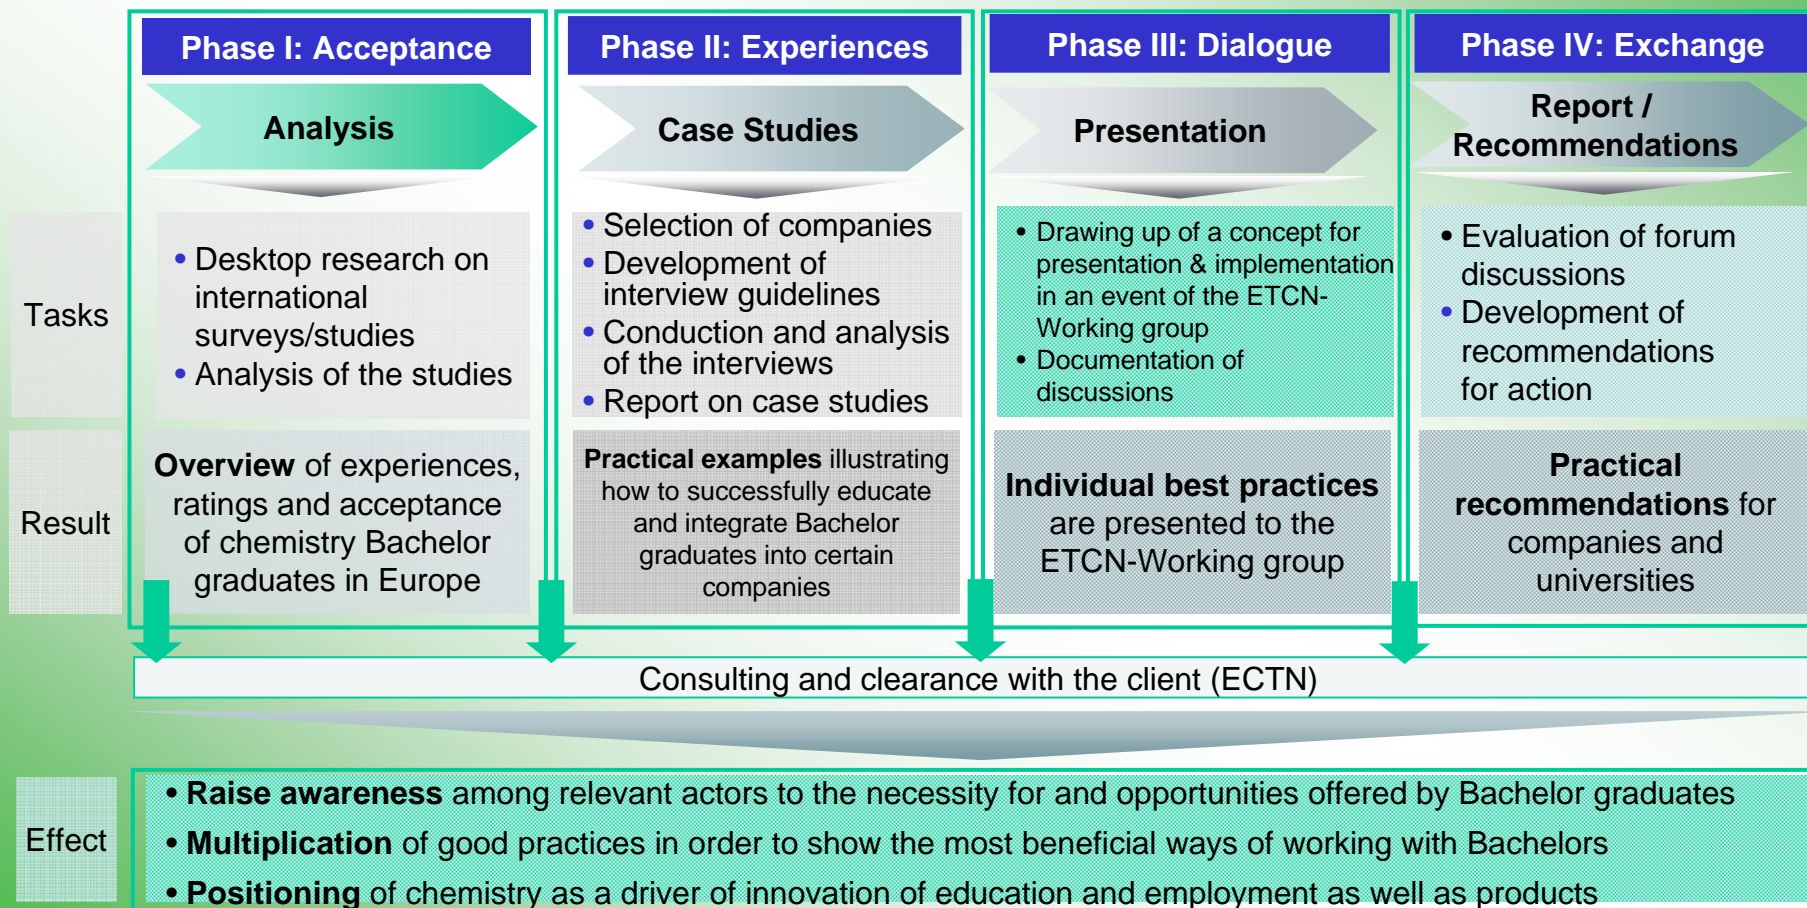 Phase I: Acceptance
Phase II: Experiences
Phase III: Dialogue
Phase IV: Exchange
Analysis
Case Studies
Presentation
Report /
Recommendations
Tasks
• Desktop research on
international
surveys/studies
• Analysis of the studies
• Selection of companies
• Development of
interview guidelines
• Conduction and analysis
of the interviews
• Report on case studies
• Drawing up of a concept for
presentation & implementation
in an event of the ETCN-
Working group
• Documentation of
discussions
• Evaluation of forum
discussions
• Development of
recommendations
for action
Result
Overview of experiences,
ratings and acceptance
of chemistry Bachelor
graduates in Europe
Practical examples illustrating
how to successfully educate
and integrate Bachelor
graduates into certain
companies
Individual best practices
are presented to the
ETCN-Working group
Practical
recommendations for
companies and
universities
Consulting and clearance with the client (ECTN)
Effect
• Raise awareness among relevant actors to the necessity for and opportunities offered by Bachelor graduates
• Multiplication of good practices in order to show the most beneficial ways of working with Bachelors
• Positioning of chemistry as a driver of innovation of education and employment as well as products